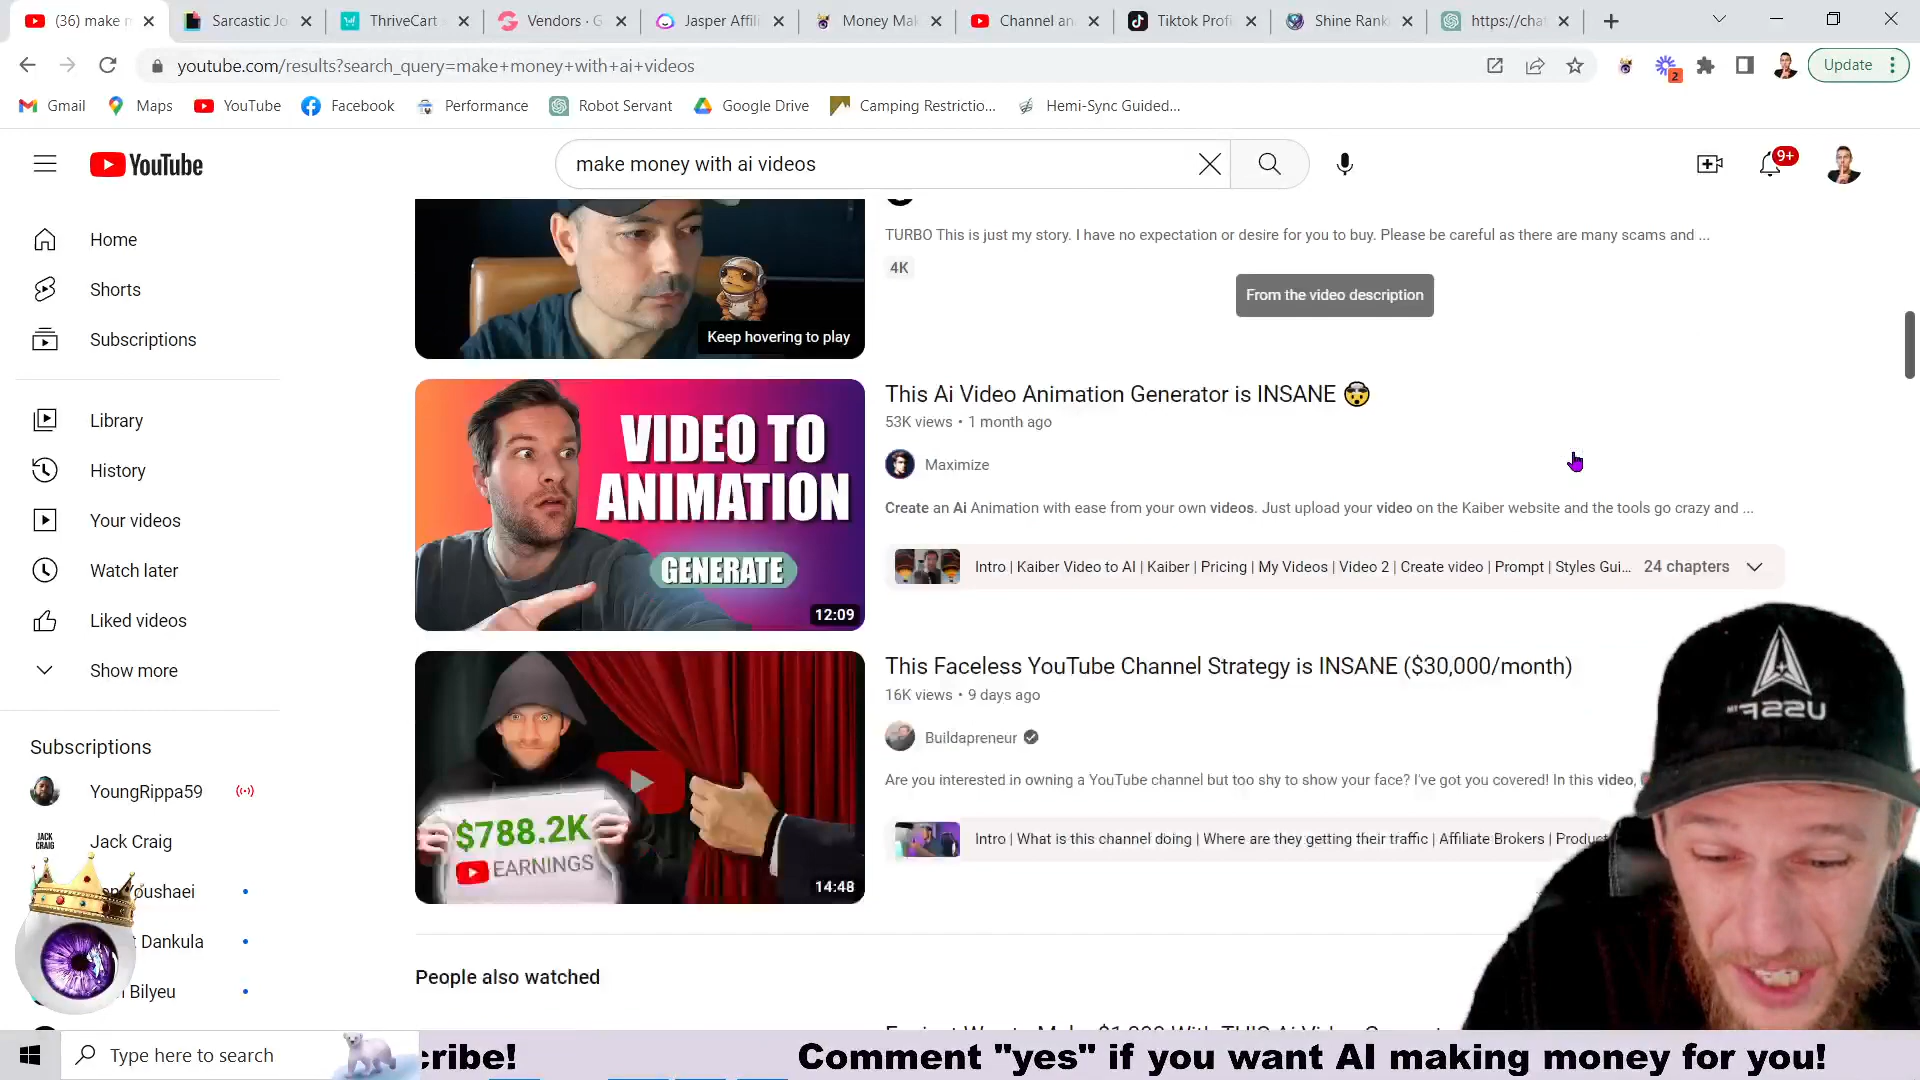 (36) make m
Sarcastic Jo
ThriveCart
Vendors · G
Jasper Affili
Money Mak
Channel an
Tiktok Profi
Shine Rank
https://cha
youtube.com/results?search_query=make+money+with+ai+videos
2
Update
Gmail
Maps
YouTube
Facebook
Performance
Robot Servant
Google Drive
Camping Restrictio...
Hemi-Sync Guided...
YouTube
make money with ai videos
9+
Home
Shorts
Subscriptions
Library
History
Your videos
Watch later
Liked videos
Show more
Subscriptions
YoungRippa59
JACK CRAIG
Jack Craig
oushaei
Dankula
Bilyeu
Keep hovering to play
TURBO This is just my story. I have no expectation or desire for you to buy. Please be careful as there are many scams and ...
4K
From the video description
VIDEO TO
ANIMATION
GENERATE
12:09
This Ai Video Animation Generator is INSANE 🤯
53K views • 1 month ago
Maximize
Create an Ai Animation with ease from your own videos. Just upload your video on the Kaiber website and the tools go crazy and ...
Intro | Kaiber Video to AI | Kaiber | Pricing | My Videos | Video 2 | Create video | Prompt | Styles Gui...
24 chapters
$788.2K
EARNINGS
14:48
This Faceless YouTube Channel Strategy is INSANE ($30,000/month)
16K views • 9 days ago
Buildapreneur
Are you interested in owning a YouTube channel but too shy to show your face? I've got you covered! In this video,
Intro | What is this channel doing | Where are they getting their traffic | Affiliate Brokers | Produc
USSF
People also watched
Type here to search
cribe!
Comment "yes" if you want AI making money for you!